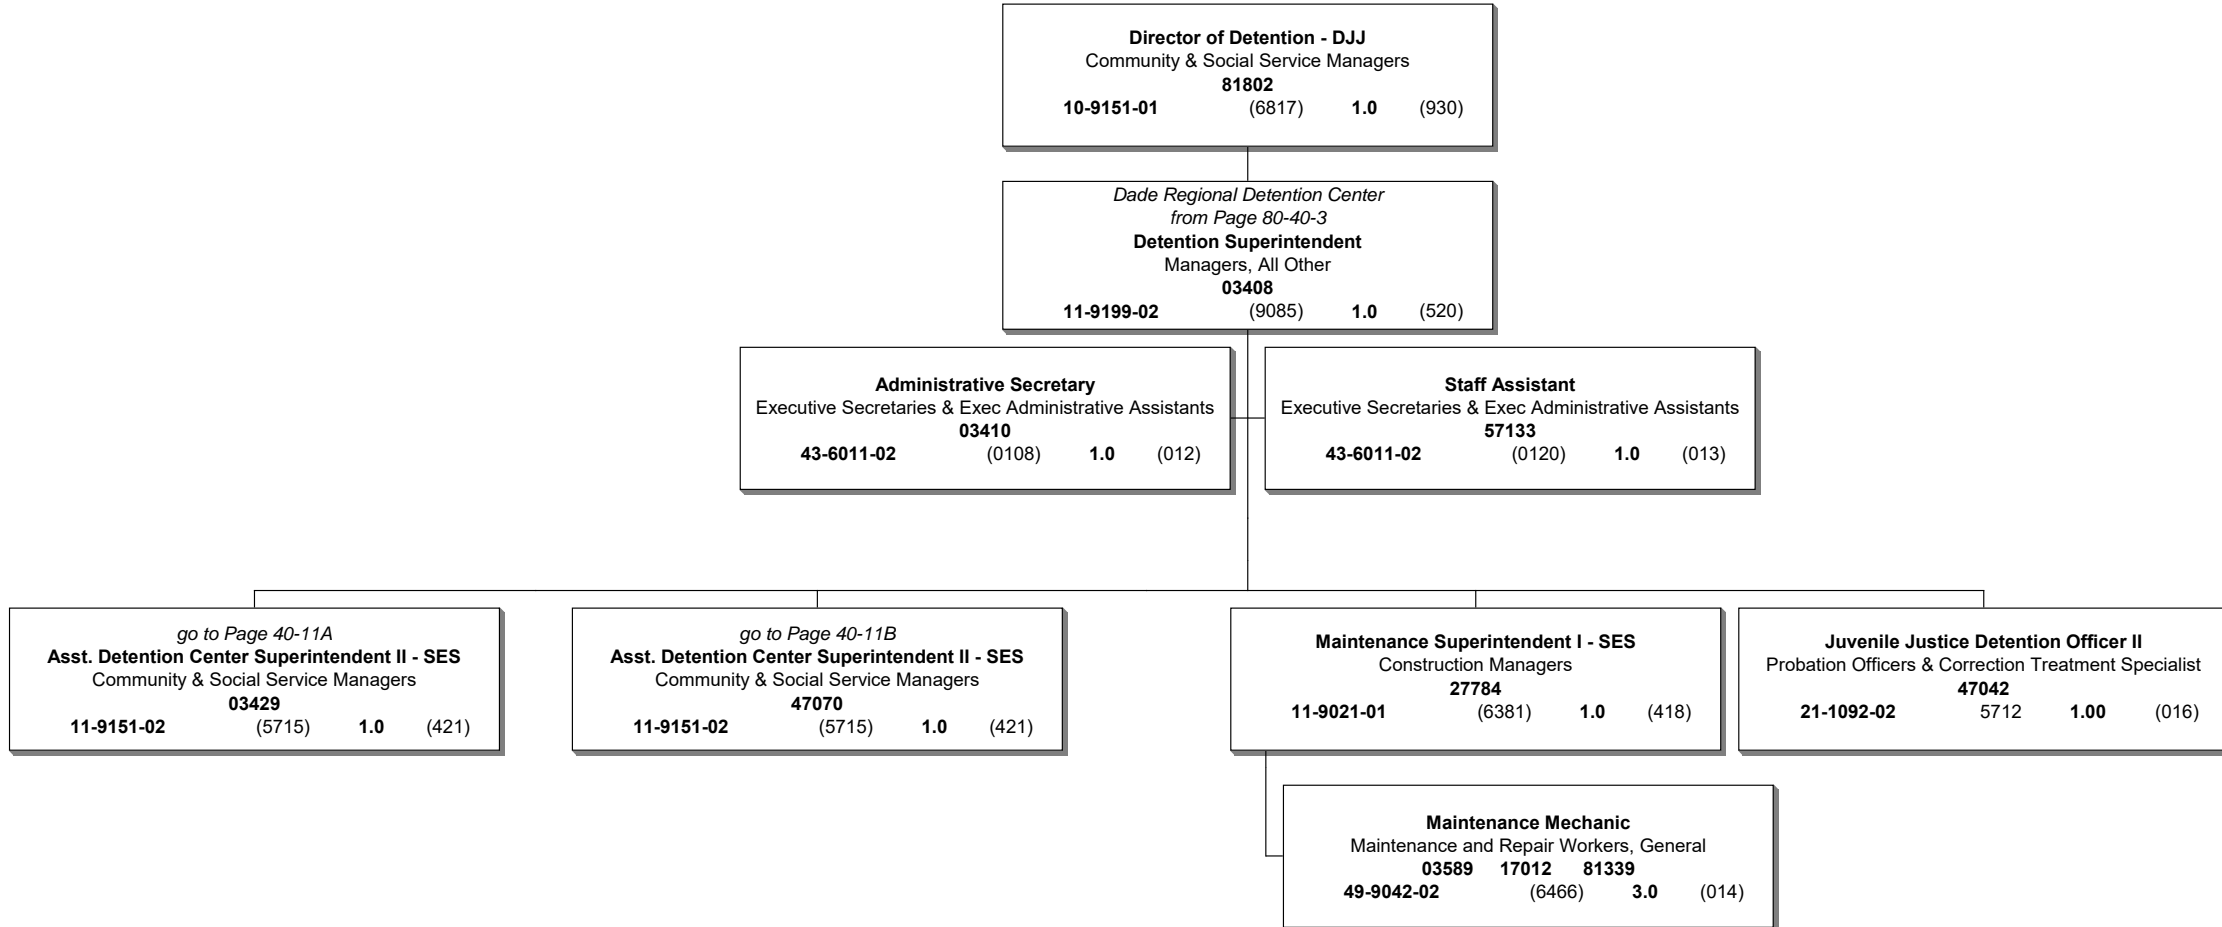 Director of Detention - DJJ
Community & Social Service Managers
81802
10-9151-01 (6817) 1.0 (930)
Dade Regional Detention Center
from Page 80-40-3
Detention Superintendent
Managers, All Other
03408
11-9199-02 (9085) 1.0 (520)
Administrative Secretary
Executive Secretaries & Exec Administrative Assistants
03410
43-6011-02 (0108) 1.0 (012)
Staff Assistant
Executive Secretaries & Exec Administrative Assistants
57133
43-6011-02 (0120) 1.0 (013)
go to Page 40-11A
Asst. Detention Center Superintendent II - SES
Community & Social Service Managers
03429
11-9151-02 (5715) 1.0 (421)
go to Page 40-11B
Asst. Detention Center Superintendent II - SES
Community & Social Service Managers
47070
11-9151-02 (5715) 1.0 (421)
Maintenance Superintendent I - SES
Construction Managers
27784
11-9021-01 (6381) 1.0 (418)
Juvenile Justice Detention Officer II
Probation Officers & Correction Treatment Specialist
47042
21-1092-02 5712 1.00 (016)
Maintenance Mechanic
Maintenance and Repair Workers, General
03589 17012 81339
49-9042-02 (6466) 3.0 (014)